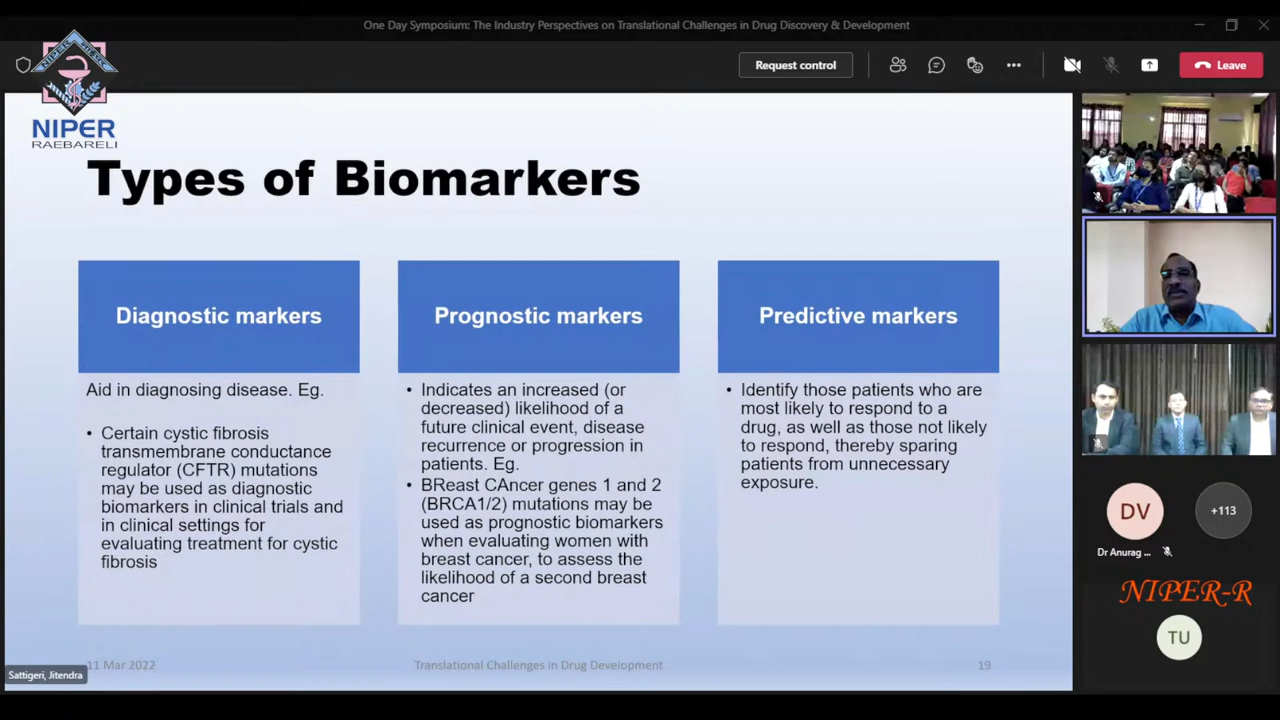 One Day Symposium: The Industry Perspectives on Translational Challenges in Drug Discovery & Development
Request control
Leave
NIPER
RAEBARELI
Types of Biomarkers
Diagnostic markers
Aid in diagnosing disease. Eg.
• Certain cystic fibrosis
transmembrane conductance
regulator (CFTR) mutations
may be used as diagnostic
biomarkers in clinical trials and
in clinical settings for
evaluating treatment for cystic
fibrosis
Prognostic markers
• Indicates an increased (or
decreased) likelihood of a
future clinical event, disease
recurrence or progression in
patients. Eg.
• BReast CAncer genes 1 and 2
(BRCA1/2) mutations may be
used as prognostic biomarkers
when evaluating women with
breast cancer, to assess the
likelihood of a second breast
cancer
Predictive markers
• Identify those patients who are
most likely to respond to a
drug, as well as those not likely
to respond, thereby sparing
patients from unnecessary
exposure.
11 Mar 2022
Translational Challenges in Drug Development
19
Sattigeri, Jitendra
DV
+113
Dr Anurag ...
NIPER-R
TU